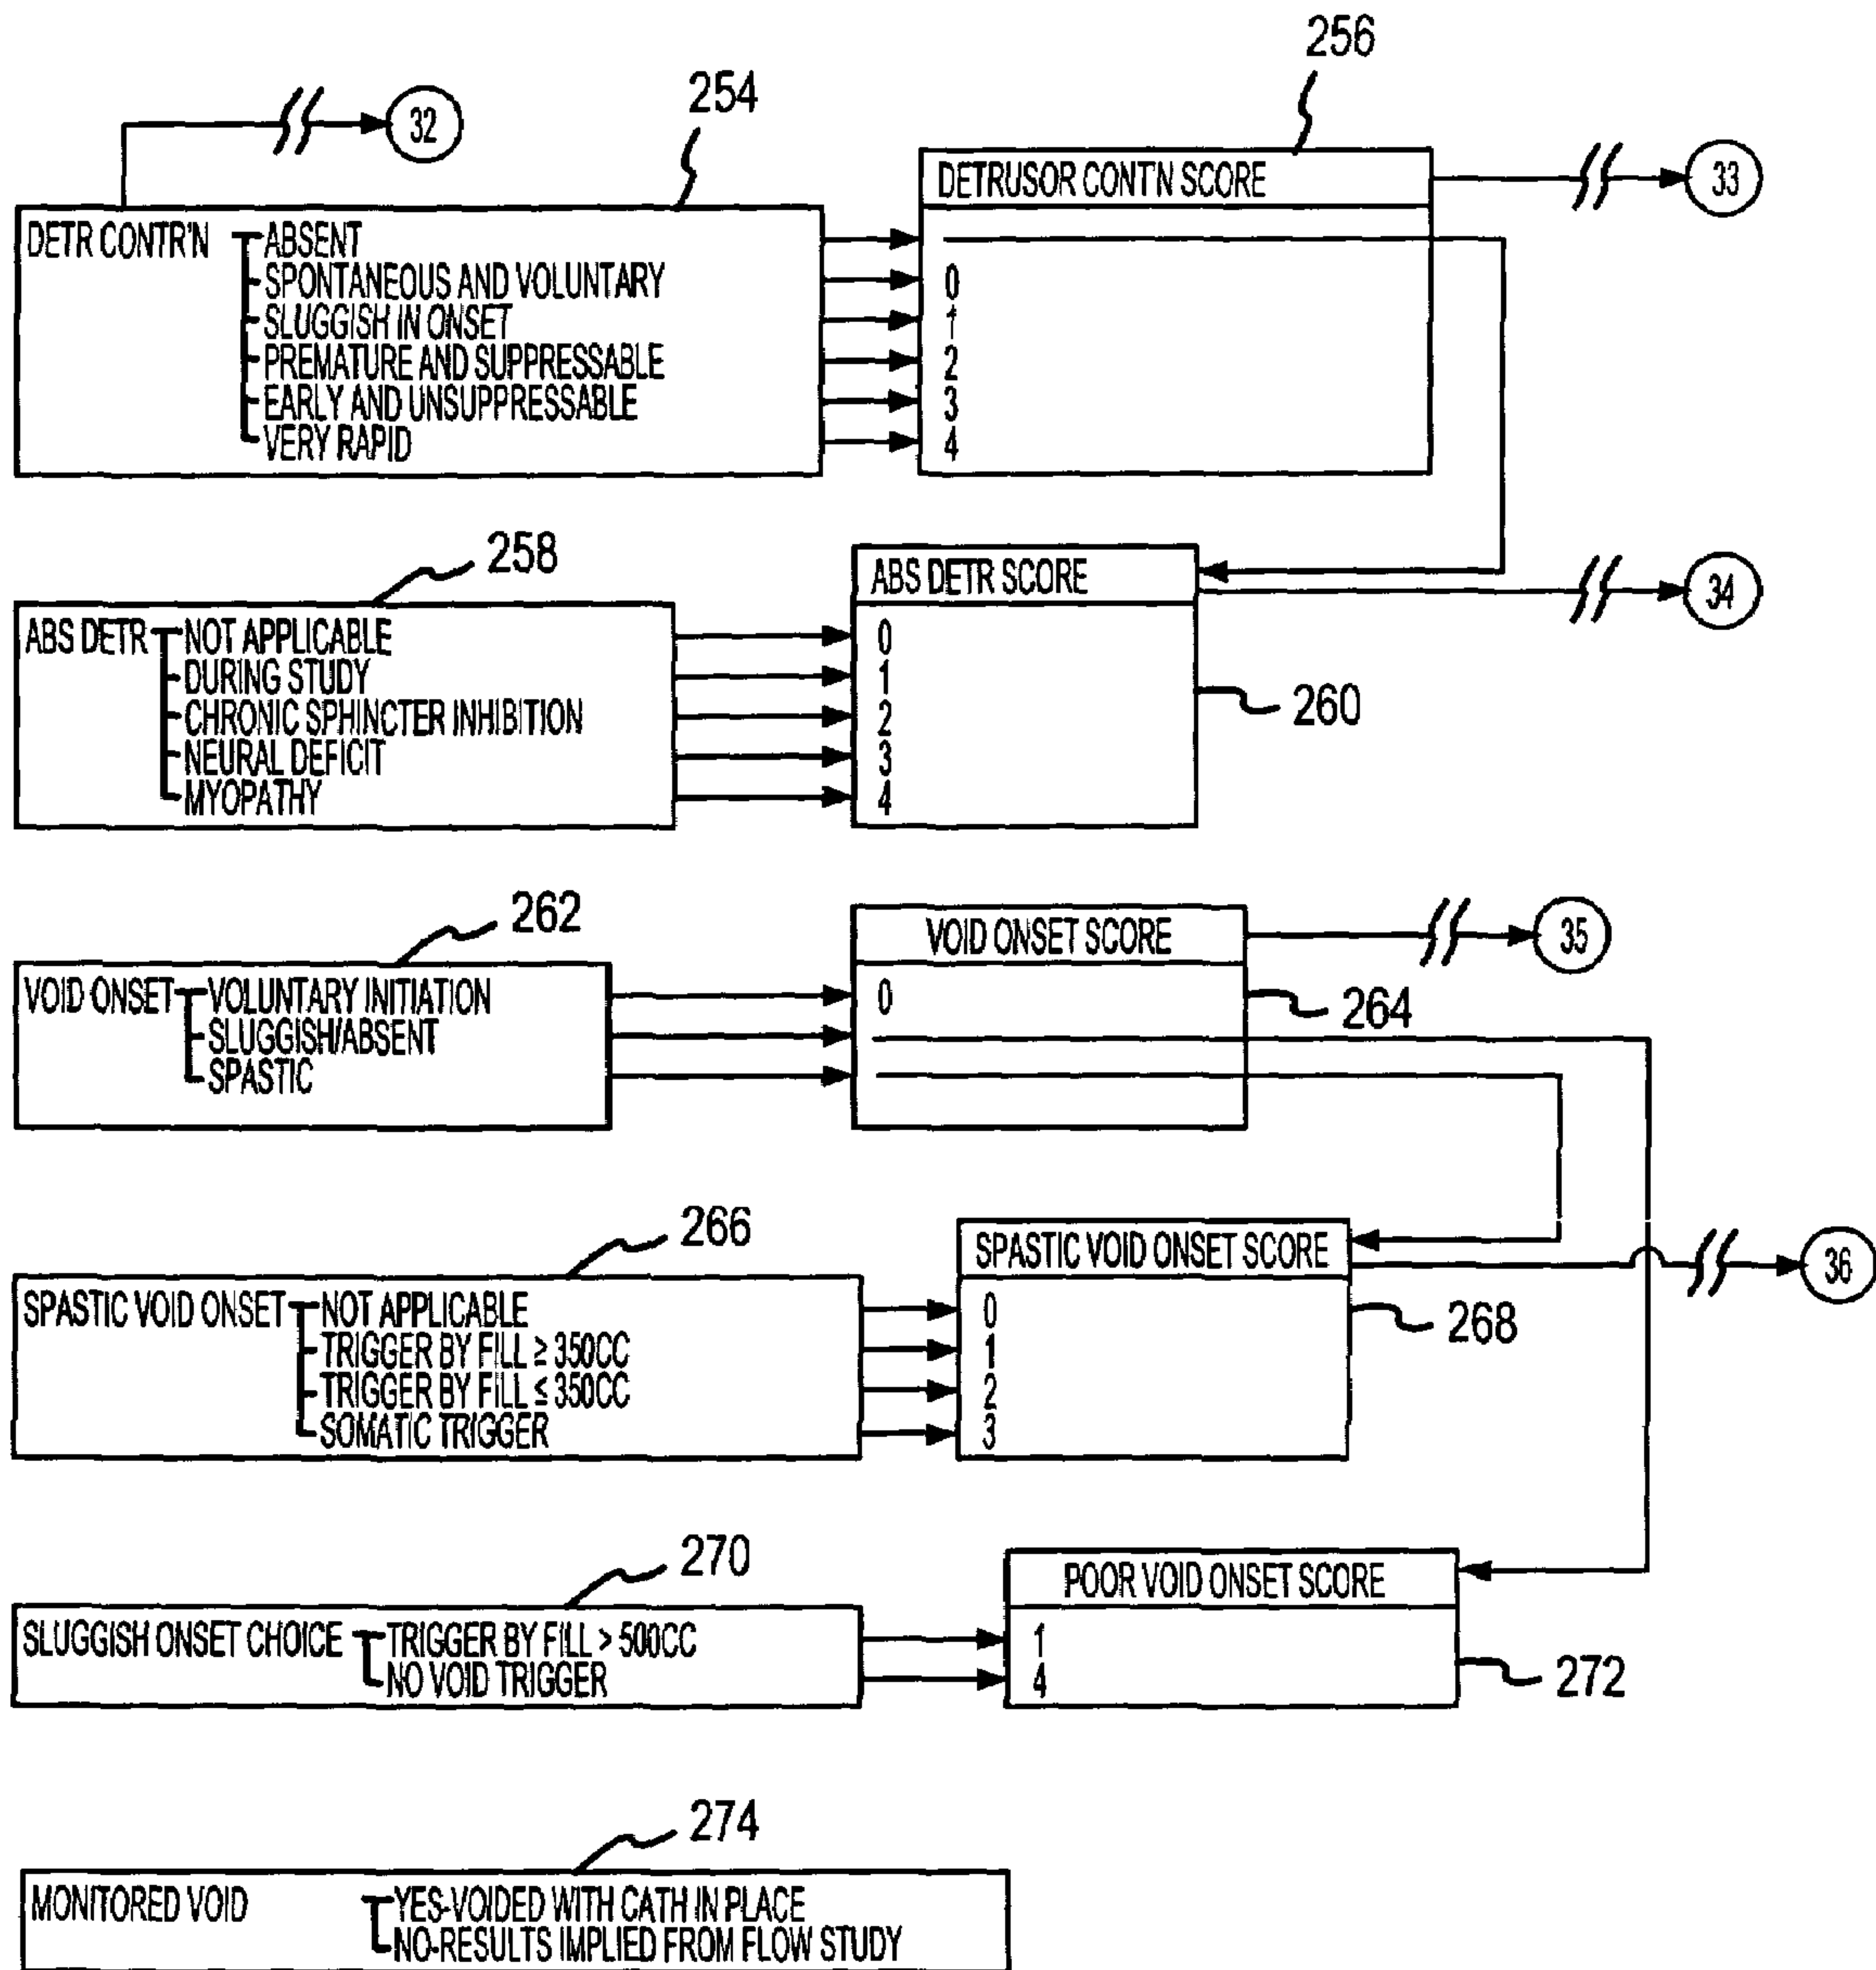 256
254
32
DETRUSOR CONT'N SCORE
33
DETR CONTR'N
ABSENT
SPONTANEOUS AND VOLUNTARY
0
SLUGGISH IN ONSET
1
PREMATURE AND SUPPRESSABLE
2
EARLY AND UNSUPPRESSABLE
3
VERY RAPID
4
258
ABS DETR SCORE
34
ABS DETR
NOT APPLICABLE
0
DURING STUDY
1
CHRONIC SPHINCTER INHIBITION
2
260
NEURAL DEFICIT
3
MYOPATHY
4
262
VOID ONSET SCORE
35
VOID ONSET
VOLUNTARY INITIATION
0
264
SLUGGISH/ABSENT
SPASTIC
266
SPASTIC VOID ONSET SCORE
36
SPASTIC VOID ONSET
NOT APPLICABLE
0
268
TRIGGER BY FILL ≥ 350CC
1
TRIGGER BY FILL ≤ 350CC
2
SOMATIC TRIGGER
3
270
POOR VOID ONSET SCORE
SLUGGISH ONSET CHOICE
TRIGGER BY FILL > 500CC
1
NO VOID TRIGGER
4
272
274
MONITORED VOID
YES-VOIDED WITH CATH IN PLACE
NO-RESULTS IMPLIED FROM FLOW STUDY